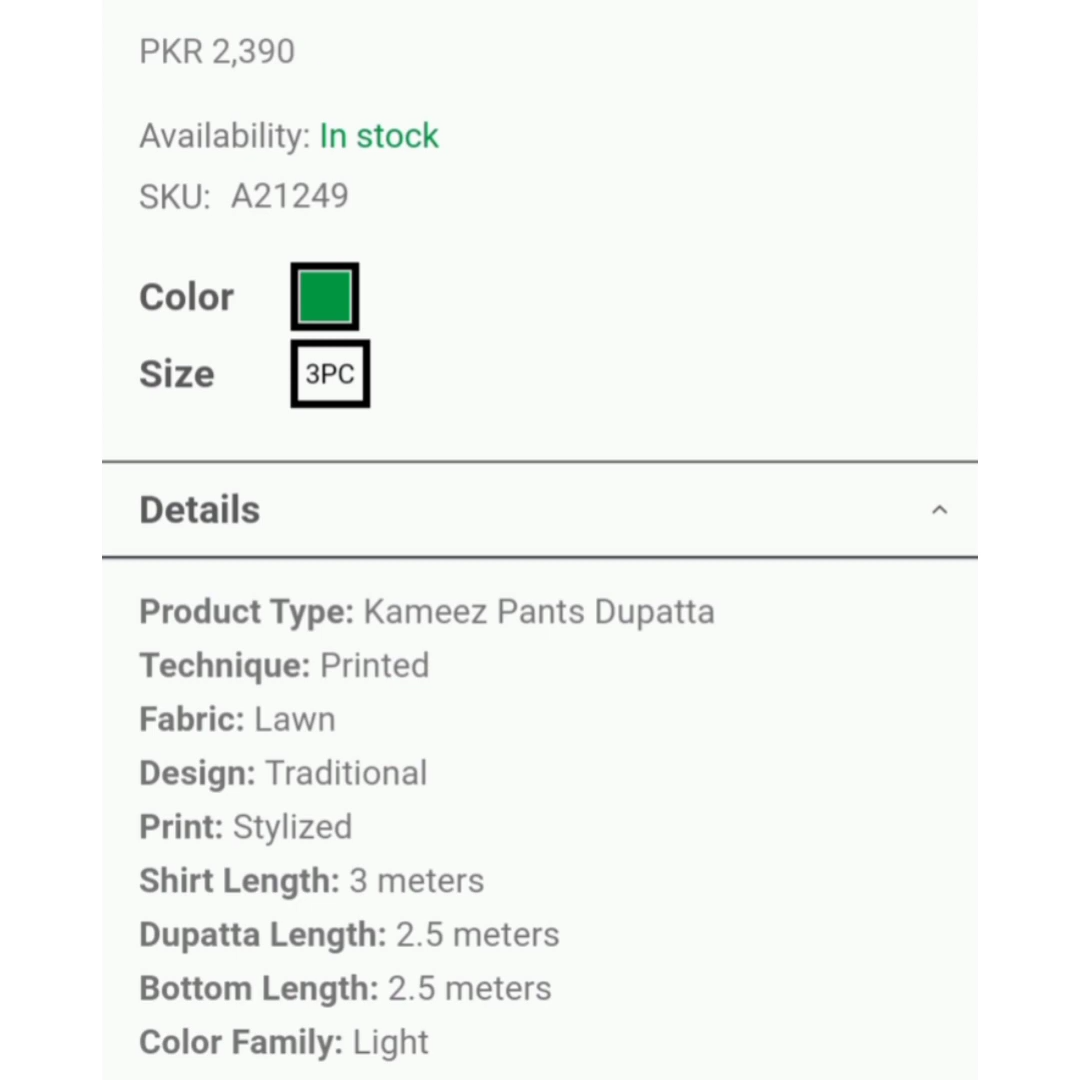 PKR 2,390
Availability: In stock
SKU: A21249
Color
Size 3PC
Details
Product Type: Kameez Pants Dupatta
Technique: Printed
Fabric: Lawn
Design: Traditional
Print: Stylized
Shirt Length: 3 meters
Dupatta Length: 2.5 meters
Bottom Length: 2.5 meters
Color Family: Light